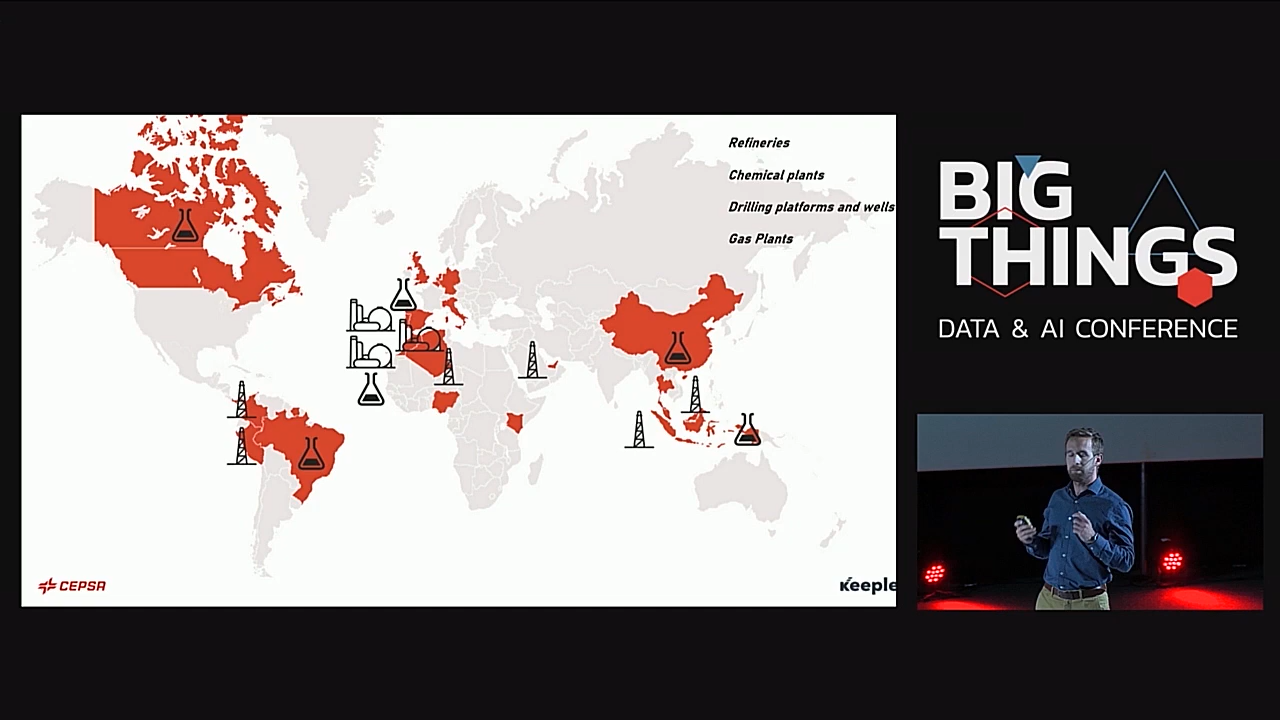 Refineries
Chemical plants
Drilling platforms and wells
Gas Plants
CEPSA
Keeple
BIG
THINGS
DATA & AI CONFERENCE